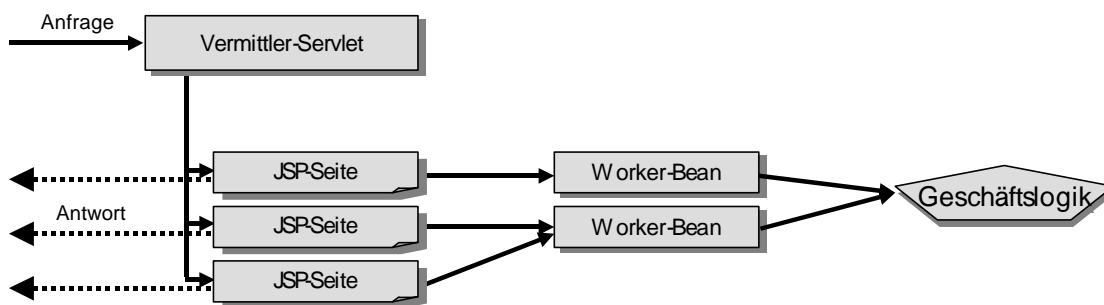 Anfrage
Vermittler-Servlet
JSP-Seite
Worker-Bean
Geschäftslogik
Antwort
JSP-Seite
Worker-Bean
JSP-Seite